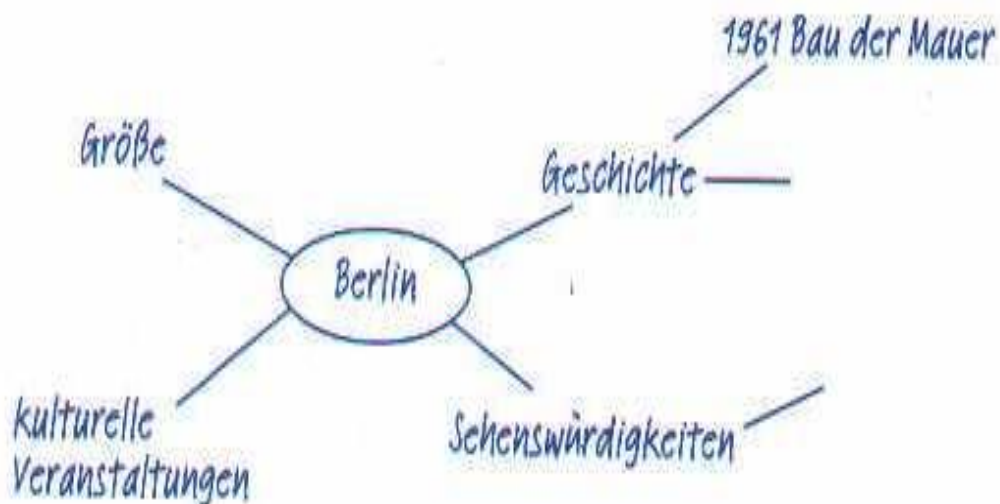 1961 Bau der Mauer
Größe
Geschichte
Berlin
kulturelle
Veranstaltungen
Sehenswürdigkeiten